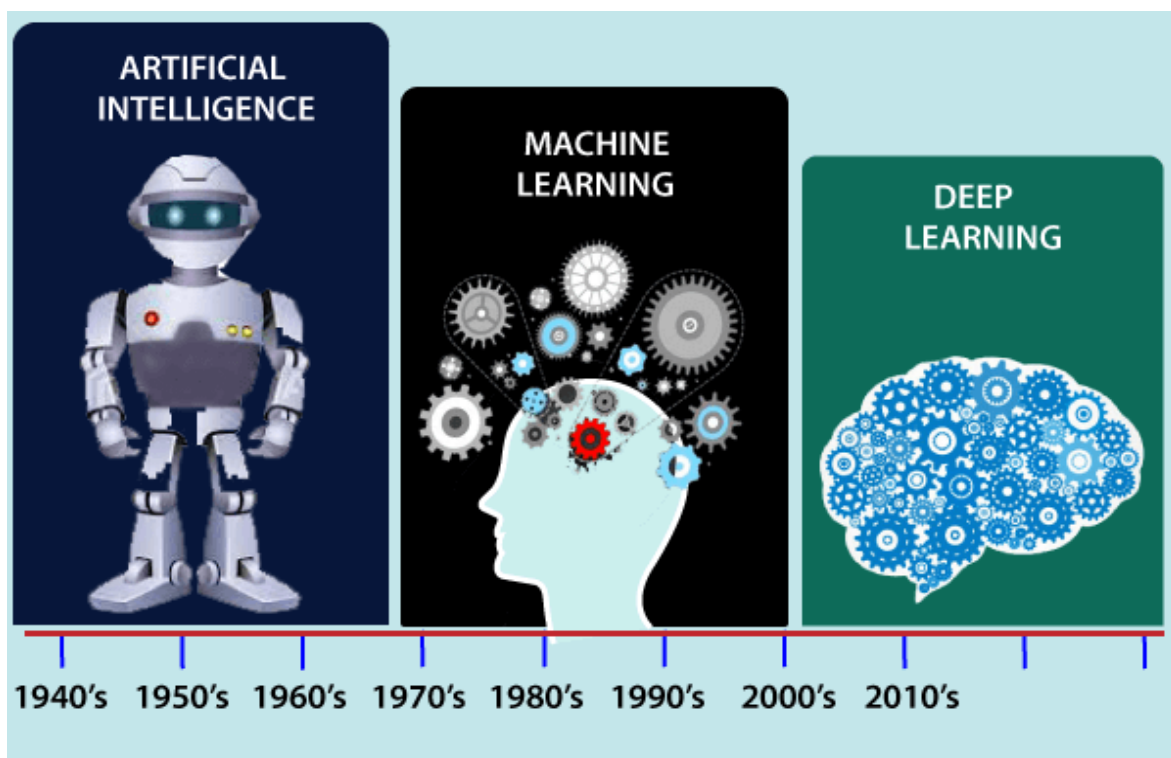 ARTIFICIAL
INTELLIGENCE
MACHINE
LEARNING
DEEP
LEARNING
1940's 1950's 1960's 1970's 1980's 1990's 2000's 2010's